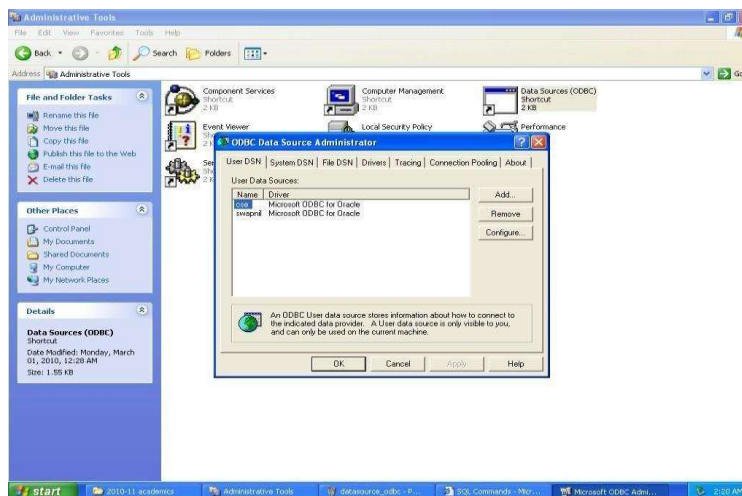 Administrative Tools
File Edit View Favorites Tools Help
Back Search Folders
Address Administrative Tools Go
File and Folder Tasks
Rename this file
Move this file
Copy this file
Publish this file to the Web
E-mail this file
Delete this file
Other Places
Control Panel
My Documents
Shared Documents
My Computer
My Network Places
Details
Data Sources (ODBC)
Shortcut
Date Modified: Monday, March
01, 2010, 12:28 AM
Size: 1.55 KB
Component Services
Shortcut
2 KB
Computer Management
Shortcut
2 KB
Data Sources (ODBC)
Shortcut
2 KB
Event Viewer
Local Security Policy
Performance
ODBC Data Source Administrator
User DSN System DSN File DSN Drivers Tracing Connection Pooling About
User Data Sources:
Name Driver
cse Microsoft ODBC for Oracle
swapnil Microsoft ODBC for Oracle
Add...
Remove
Configure...
An ODBC User data source stores information about how to connect to
the indicated data provider. A User data source is only visible to you,
and can only be used on the current machine.
OK Cancel Apply Help
start 2010-11 academics Administrative Tools datasource_odbc - P... SQL Commands - Micr... Microsoft ODBC Admi... 2:20 AM